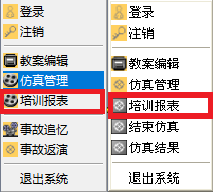 登录
注销
教案编辑
仿真管理
培训报表
事故追忆
事故返演
退出系统
登录
注销
教案编辑
仿真管理
培训报表
结束仿真
仿真结果
退出系统